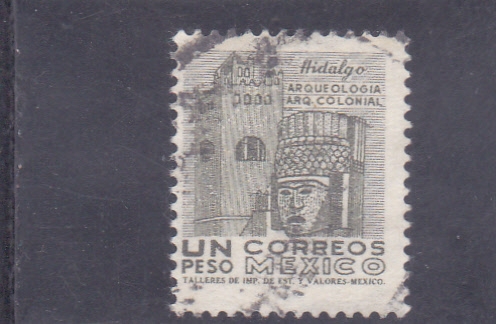 Hidalgo
ARQUEOLOGIA
ARQ. COLONIAL
UN CORREOS
PESO MEXICO
TALLERES DE IMP. DE EST. Y VALORES-MEXICO.